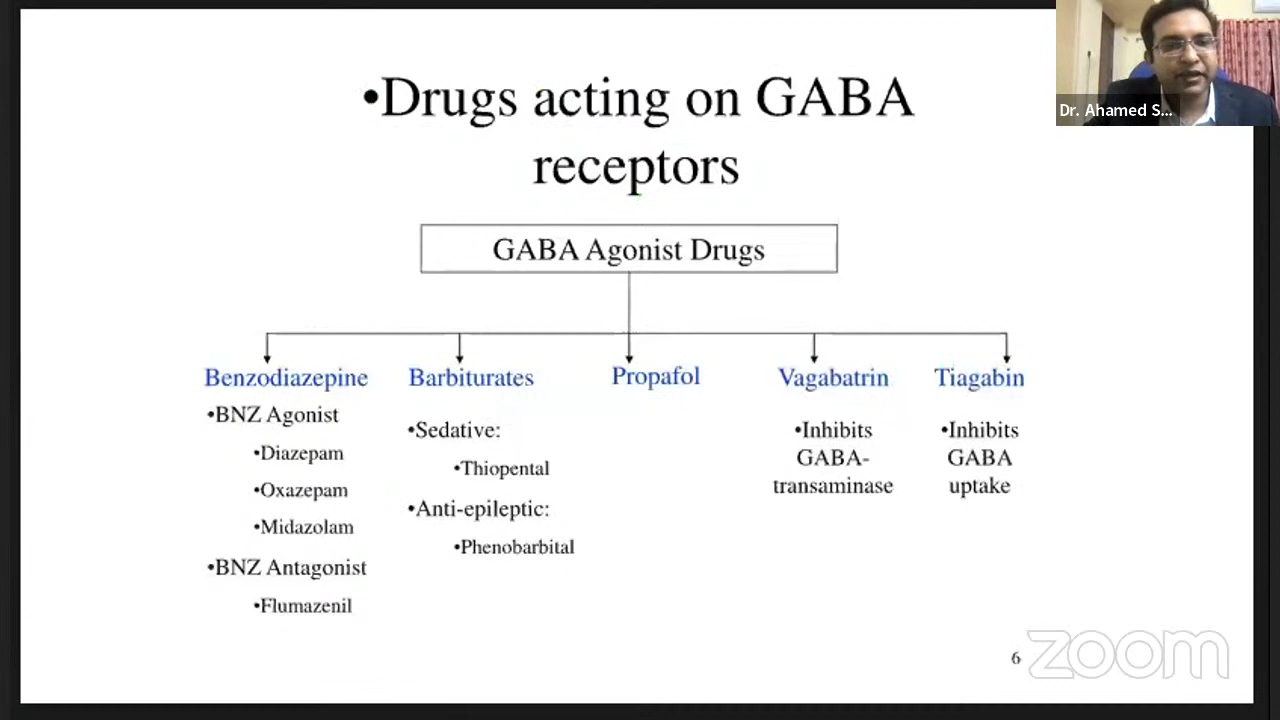 •Drugs acting on GABA
receptors
Dr. Ahamed S...
GABA Agonist Drugs
Benzodiazepine
•BNZ Agonist
•Diazepam
•Oxazepam
•Midazolam
•BNZ Antagonist
•Flumazenil
Barbiturates
•Sedative:
•Thiopental
•Anti-epileptic:
•Phenobarbital
Propafol
Vagabatrin
•Inhibits
GABA-
transaminase
Tiagabin
•Inhibits
GABA
uptake
6
zoom